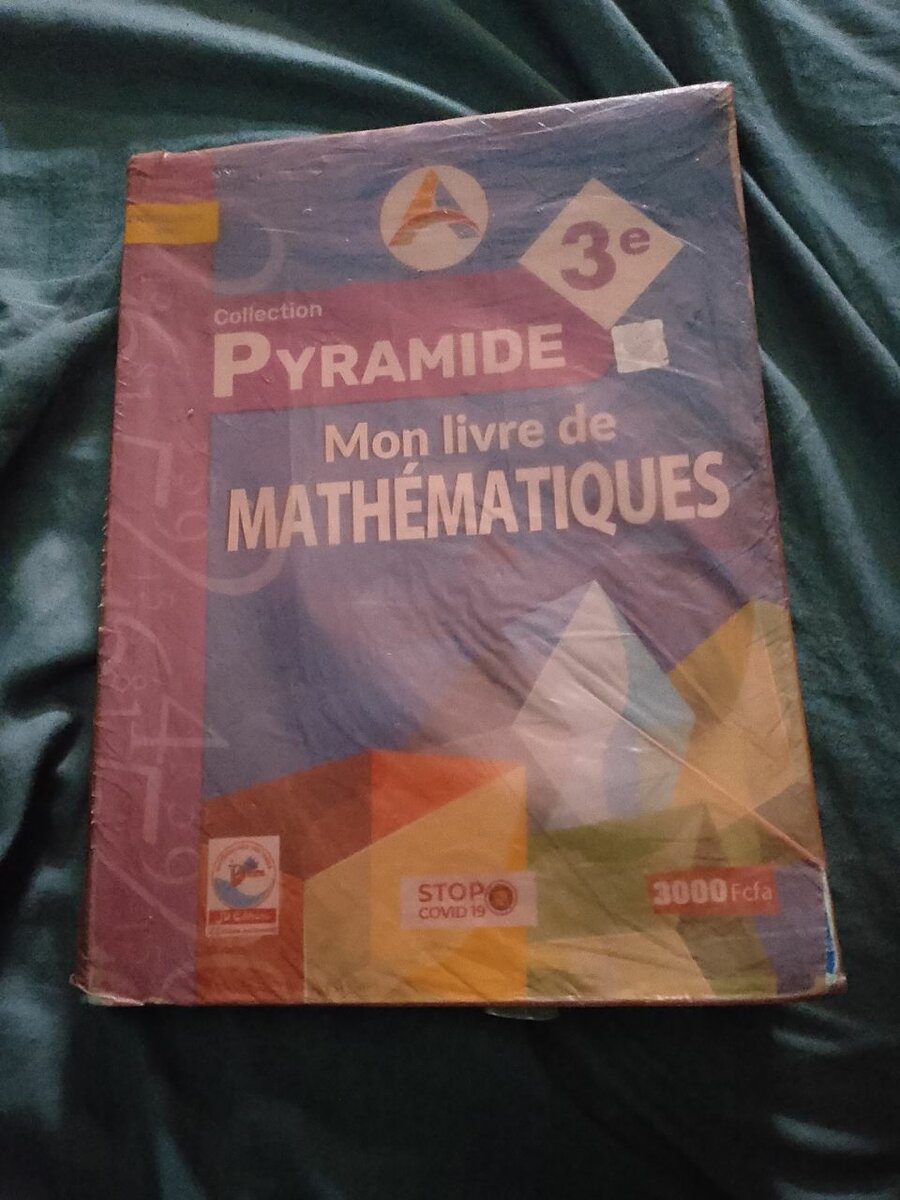 3e
Collection
PYRAMIDE
Mon livre de
MATHÉMATIQUES
STOP
COVID 19
3000 Fcfa